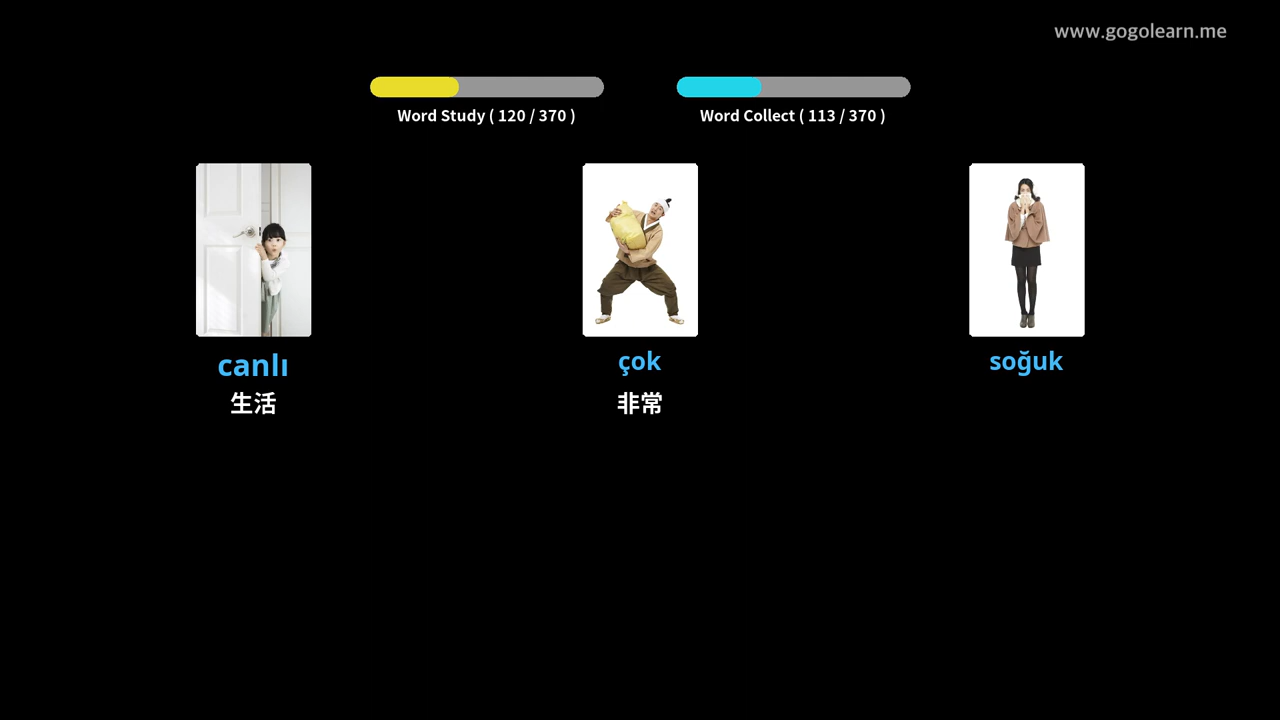 www.gogolearn.me
Word Study ( 120 / 370 )
Word Collect ( 113 / 370 )
canlı
çok
soğuk
生活
非常